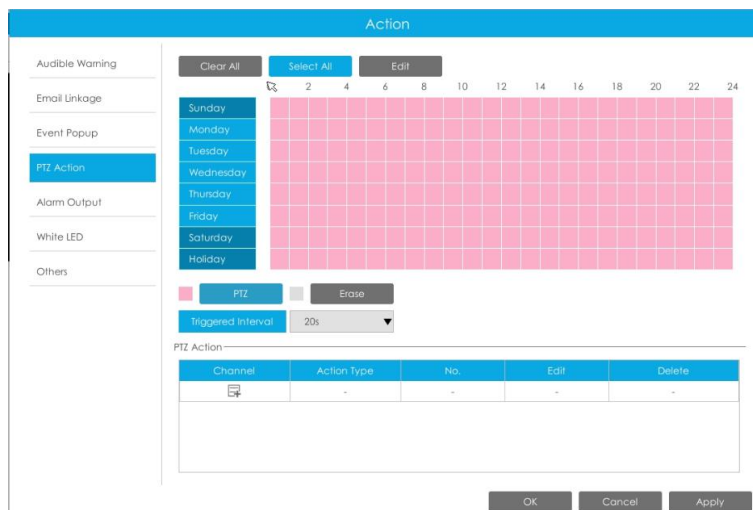 Action
Audible Warning
Email Linkage
Event Popup
PTZ Action
Alarm Output
White LED
Others
Clear All Select All Edit
2 4 6 8 10 12 14 16 18 20 22 24
Sunday
Monday
Tuesday
Wednesday
Thursday
Friday
Saturday
Holiday
PTZ Erase
Triggered Interval 20s
PTZ Action
Channel Action Type No. Edit Delete
- - - -
OK Cancel Apply